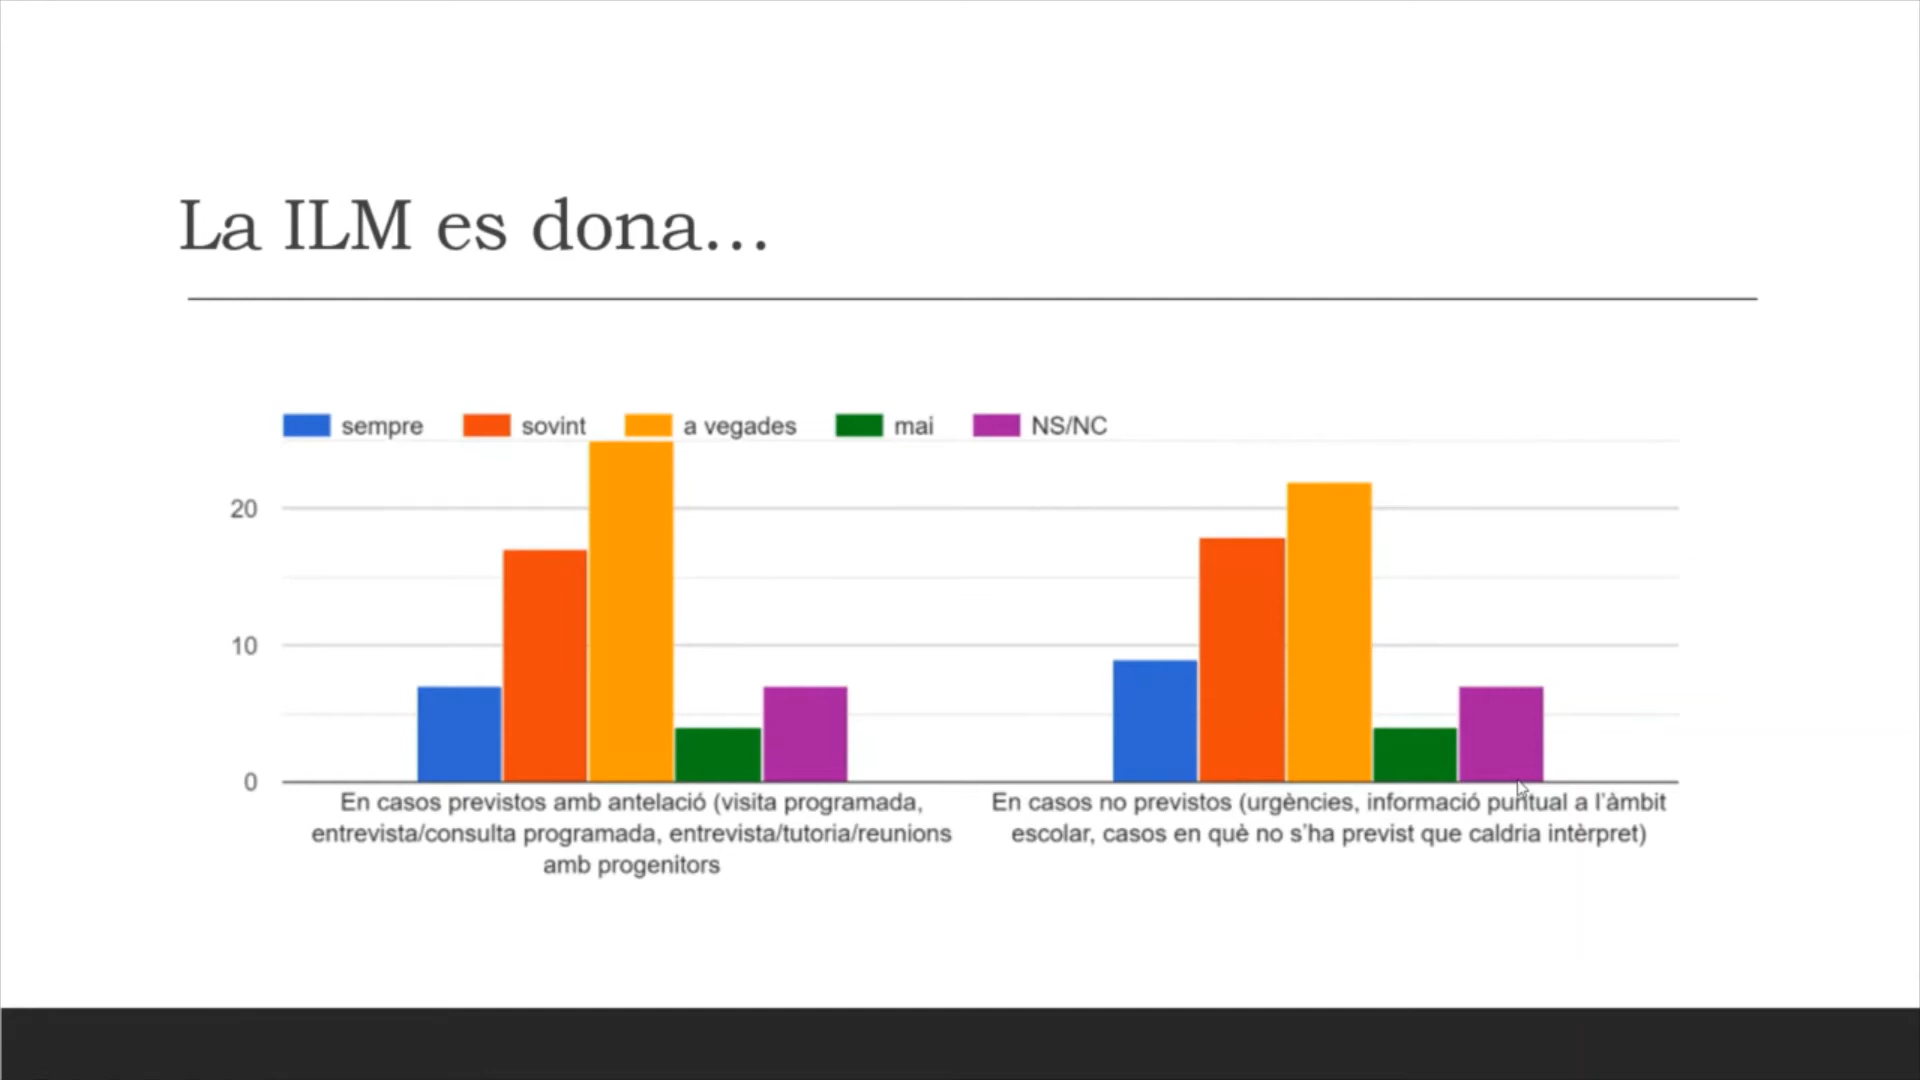 La ILM es dona...
sempre sovint a vegades mai NS/NC
20
10
0
En casos previstos amb antelació (visita programada,
entrevista/consulta programada, entrevista/tutoria/reunions
amb progenitors
En casos no previstos (urgències, informació puntual a l'àmbit
escolar, casos en què no s'ha previst que caldria intèrpret)